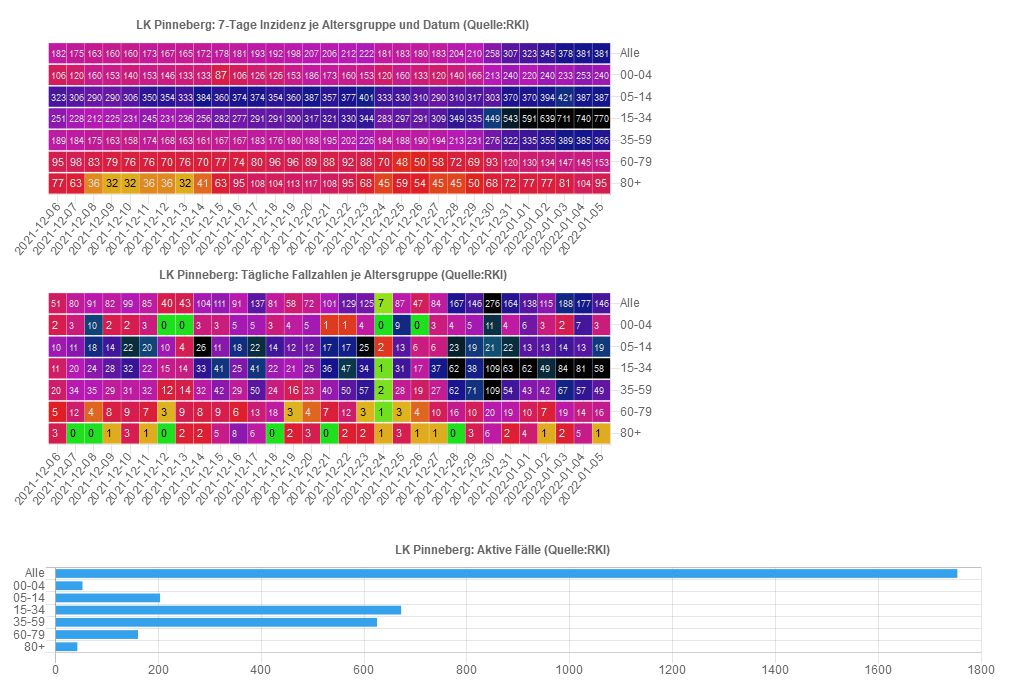 LK Pinneberg: 7-Tage Inzidenz je Altersgruppe und Datum (Quelle:RKI)
182 175 163 160 160 173 167 165 172 178 181 193 192 198 207 206 212 222 181 183 180 183 204 210 258 307 323 345 378 381 381 Alle
106 120 160 153 140 153 146 133 133 87 106 126 126 153 186 173 160 153 120 160 133 120 140 166 213 240 220 240 233 253 240 00-04
323 306 290 290 306 350 354 333 384 360 374 374 354 360 387 357 377 401 333 330 310 290 310 317 303 370 370 394 421 387 387 05-14
251 228 212 225 231 245 231 236 256 282 277 291 291 300 317 321 330 344 283 297 291 309 349 335 449 543 591 639 711 740 770 15-34
189 184 175 163 158 174 168 163 161 167 167 183 176 180 188 195 202 225 164 188 190 194 213 231 276 322 335 355 389 385 366 35-59
95 98 83 79 76 76 70 76 70 77 74 80 96 96 89 88 92 88 70 48 50 58 72 69 93 120 130 134 147 145 153 60-79
77 63 36 32 32 36 36 32 41 63 95 108 104 113 117 108 95 68 45 59 54 45 45 50 68 72 77 77 81 104 95 80+
2021-12-06 2021-12-07 2021-12-08 2021-12-09 2021-12-10 2021-12-11 2021-12-12 2021-12-13 2021-12-14 2021-12-15 2021-12-16 2021-12-17 2021-12-18 2021-12-19 2021-12-20 2021-12-21 2021-12-22 2021-12-23 2021-12-24 2021-12-25 2021-12-26 2021-12-27 2021-12-28 2021-12-29 2021-12-30 2021-12-31 2022-01-01 2022-01-02 2022-01-03 2022-01-04 2022-01-05
LK Pinneberg: Tägliche Fallzahlen je Altersgruppe (Quelle:RKI)
51 80 91 82 99 85 40 43 104 111 91 137 81 58 72 101 129 125 7 87 47 84 167 146 276 164 138 115 188 177 146 Alle
2 3 10 2 2 3 0 0 3 3 5 5 3 4 5 1 1 4 0 9 0 3 4 5 11 4 6 3 2 7 3 00-04
10 11 18 14 22 20 10 4 26 11 18 22 14 12 12 17 17 25 2 13 6 6 23 19 21 22 13 13 14 13 19 05-14
11 20 24 28 32 22 15 14 33 41 25 41 22 21 25 36 47 34 1 31 17 37 62 38 109 63 62 49 84 81 58 15-34
20 34 35 29 31 32 12 14 32 42 29 50 24 16 23 40 50 57 2 28 19 27 62 71 109 54 43 42 67 57 49 35-59
5 12 4 8 9 7 3 9 8 9 6 13 18 3 4 7 12 3 1 3 4 10 16 10 20 19 10 7 19 14 16 60-79
3 0 0 1 3 1 0 2 2 5 8 6 0 2 3 0 2 2 1 3 1 1 0 3 6 2 4 1 2 5 1 80+
2021-12-06 2021-12-07 2021-12-08 2021-12-09 2021-12-10 2021-12-11 2021-12-12 2021-12-13 2021-12-14 2021-12-15 2021-12-16 2021-12-17 2021-12-18 2021-12-19 2021-12-20 2021-12-21 2021-12-22 2021-12-23 2021-12-24 2021-12-25 2021-12-26 2021-12-27 2021-12-28 2021-12-29 2021-12-30 2021-12-31 2022-01-01 2022-01-02 2022-01-03 2022-01-04 2022-01-05
LK Pinneberg: Aktive Fälle (Quelle:RKI)
Alle
00-04
05-14
15-34
35-59
60-79
80+
0 200 400 600 800 1000 1200 1400 1600 1800